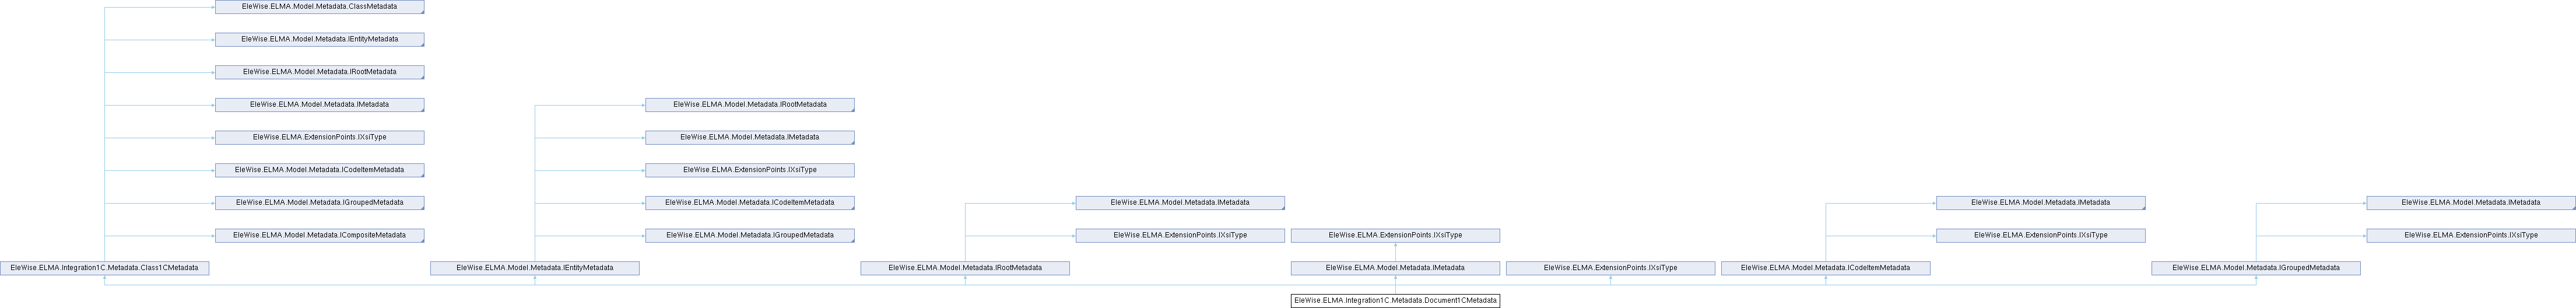 EleWise.ELMA.Model.Metadata.ClassMetadata
EleWise.ELMA.Model.Metadata.IEntityMetadata
EleWise.ELMA.Model.Metadata.IRootMetadata
EleWise.ELMA.Model.Metadata.IMetadata
EleWise.ELMA.Model.Metadata.IRootMetadata
EleWise.ELMA.ExtensionPoints.IXsiType
EleWise.ELMA.Model.Metadata.IMetadata
EleWise.ELMA.Model.Metadata.ICodeItemMetadata
EleWise.ELMA.ExtensionPoints.IXsiType
EleWise.ELMA.Model.Metadata.IGroupedMetadata
EleWise.ELMA.Model.Metadata.ICodeItemMetadata
EleWise.ELMA.Model.Metadata.IMetadata
EleWise.ELMA.Model.Metadata.IMetadata
EleWise.ELMA.Model.Metadata.IMetadata
EleWise.ELMA.Model.Metadata.ICompositeMetadata
EleWise.ELMA.Model.Metadata.IGroupedMetadata
EleWise.ELMA.ExtensionPoints.IXsiType
EleWise.ELMA.ExtensionPoints.IXsiType
EleWise.ELMA.ExtensionPoints.IXsiType
EleWise.ELMA.ExtensionPoints.IXsiType
EleWise.ELMA.Integration1C.Metadata.Class1CMetadata
EleWise.ELMA.Model.Metadata.IEntityMetadata
EleWise.ELMA.Model.Metadata.IRootMetadata
EleWise.ELMA.Model.Metadata.IMetadata
EleWise.ELMA.ExtensionPoints.IXsiType
EleWise.ELMA.Model.Metadata.ICodeItemMetadata
EleWise.ELMA.Model.Metadata.IGroupedMetadata
EleWise.ELMA.Integration1C.Metadata.Document1CMetadata